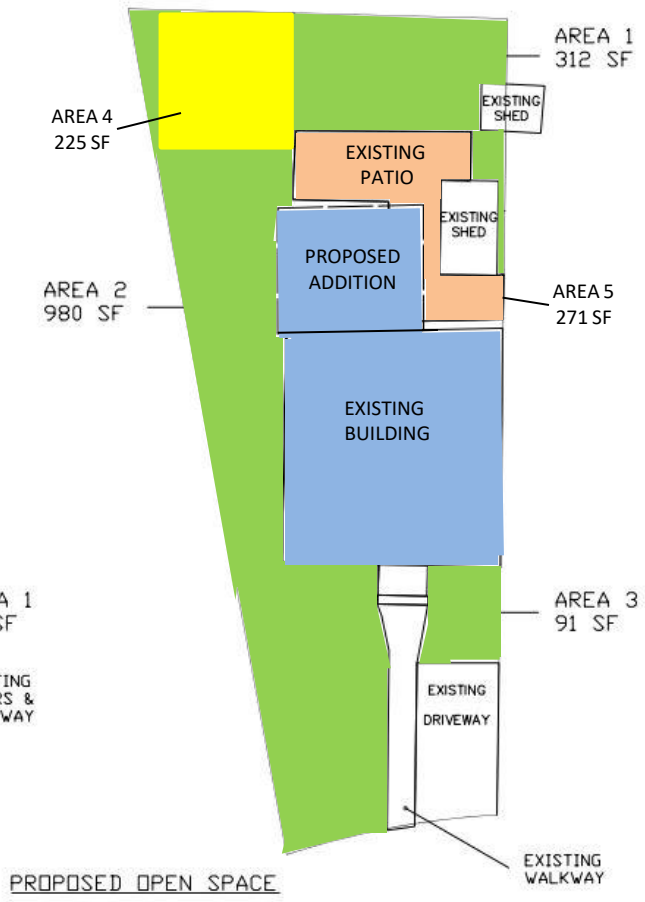 AREA 1
312 SF
EXISTING
SHED
AREA 4
225 SF
EXISTING
PATIO
EXISTING
SHED
PROPOSED
ADDITION
AREA 2
980 SF
AREA 5
271 SF
EXISTING
BUILDING
A 1
SF
TING
RS &
WAY
AREA 3
91 SF
EXISTING
DRIVEWAY
EXISTING
WALKWAY
PROPOSED OPEN SPACE